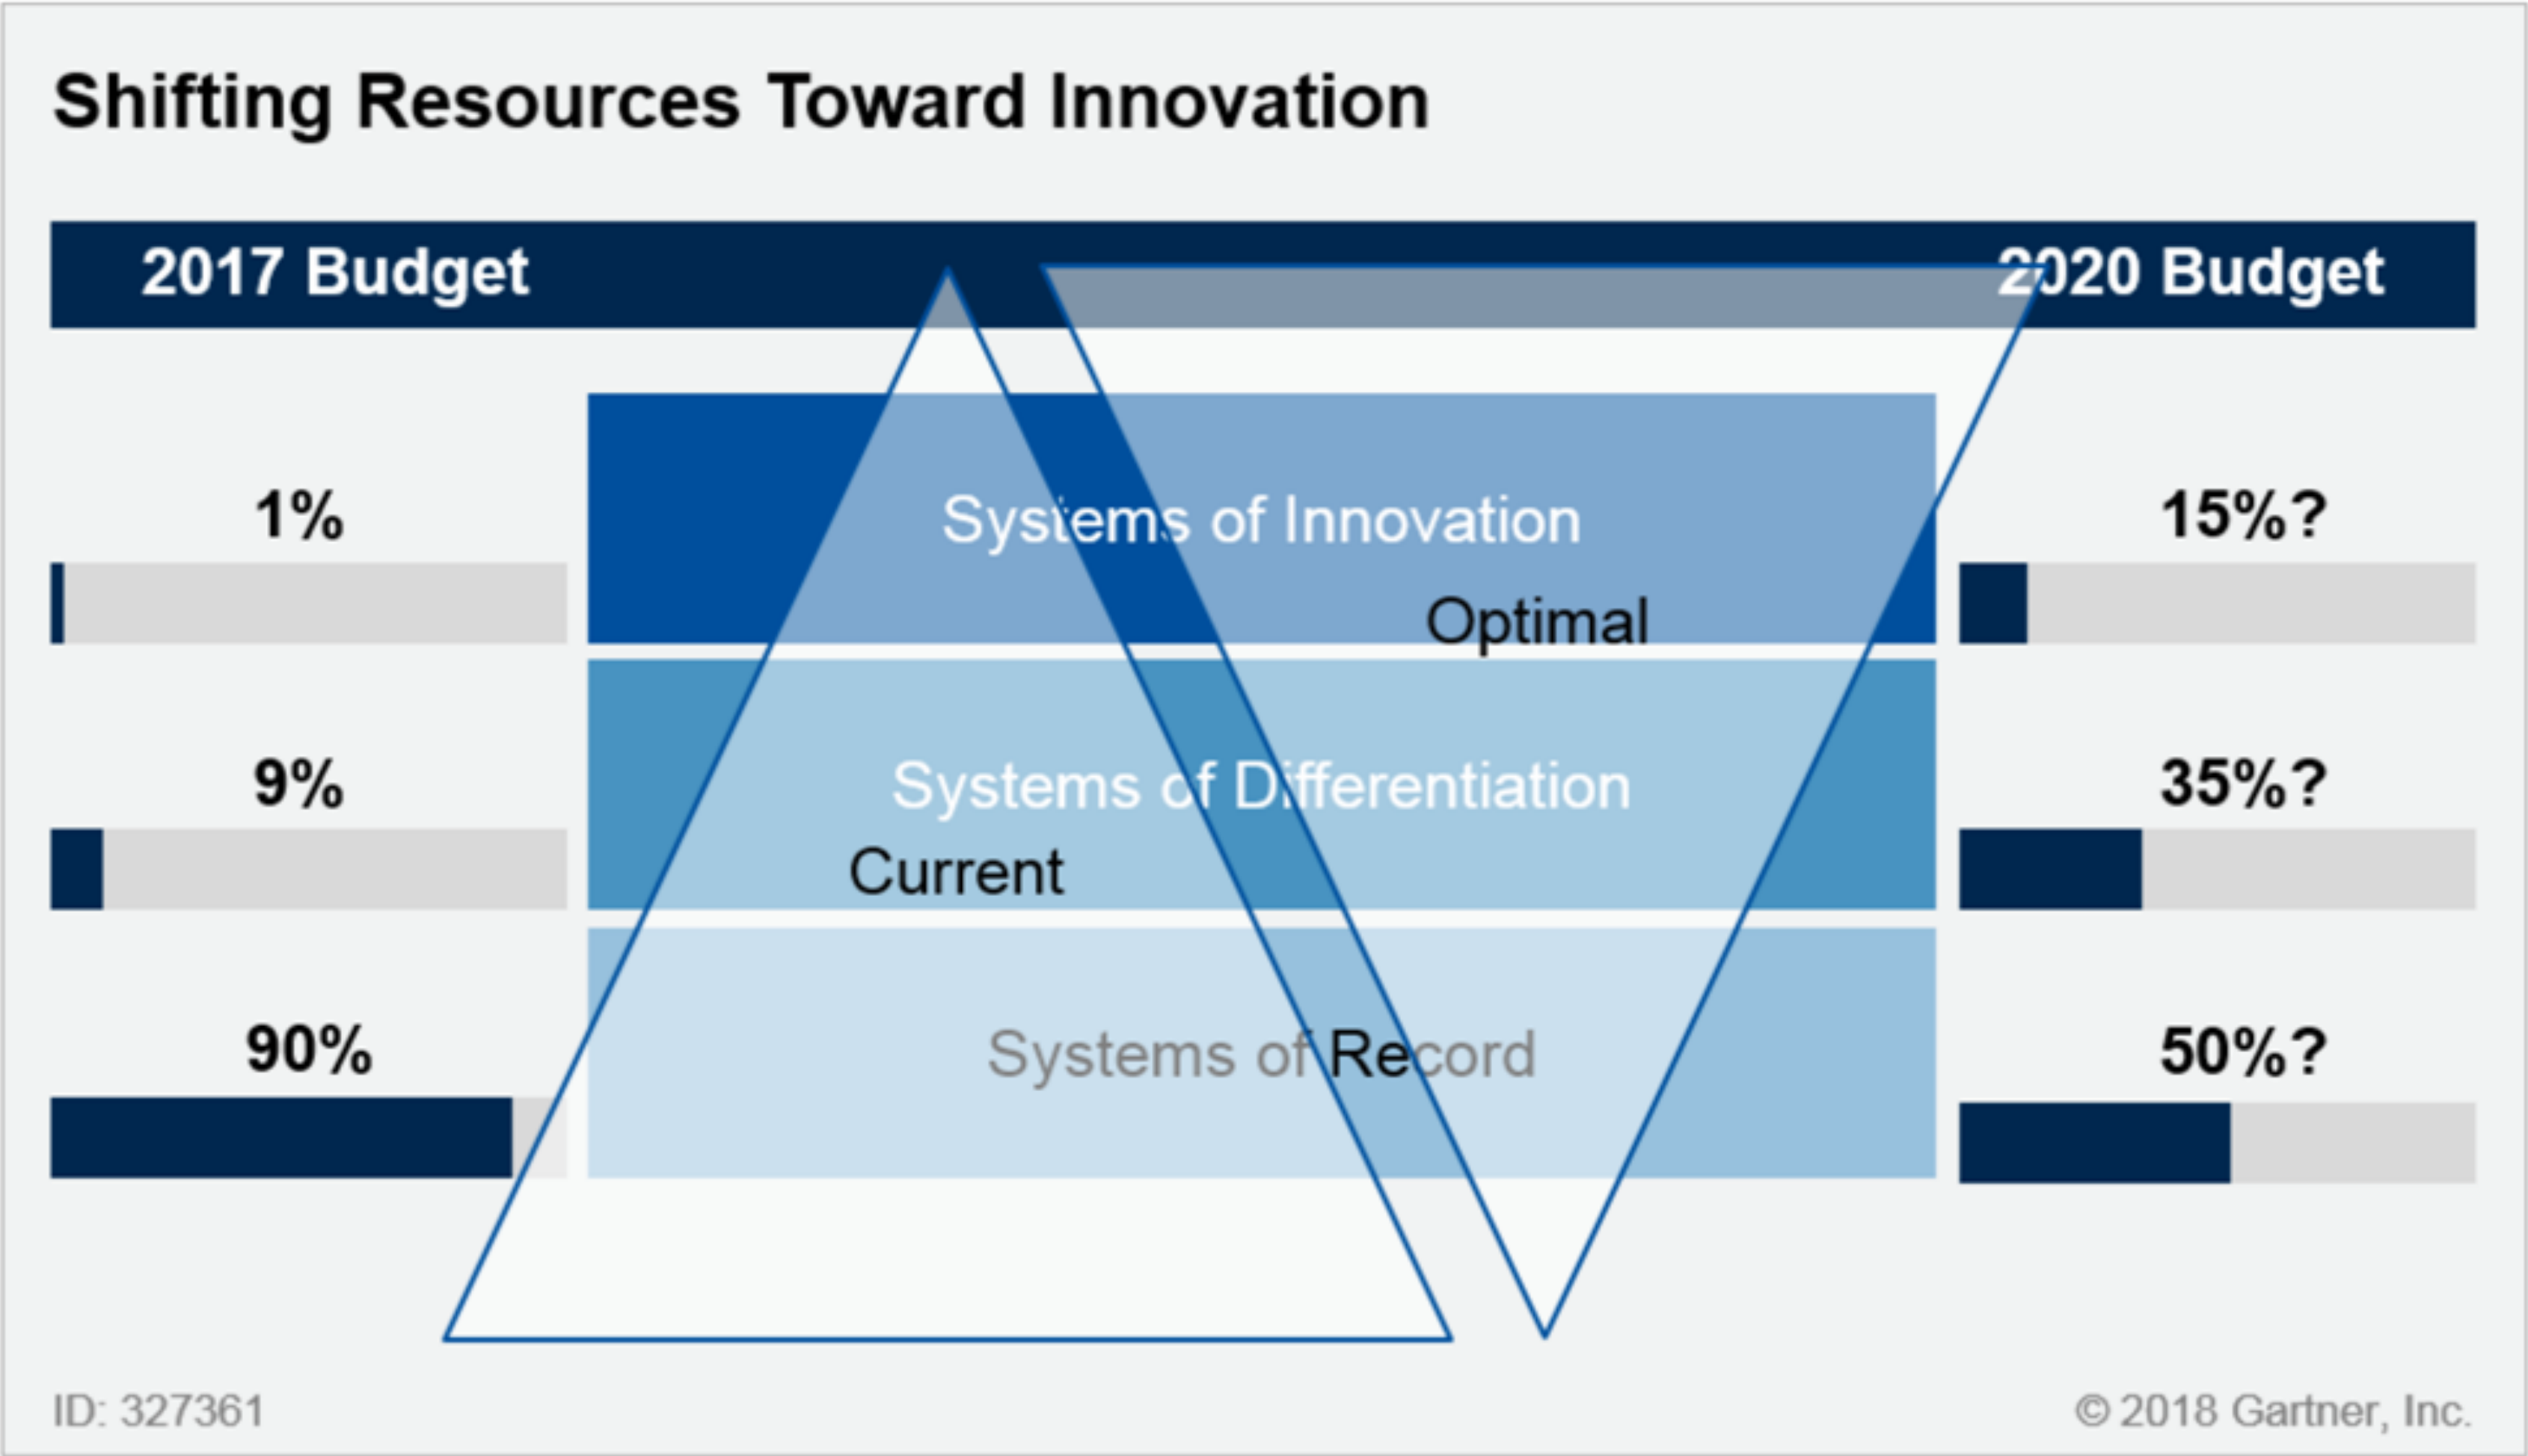 Shifting Resources Toward Innovation
2017 Budget
2020 Budget
1%
Systems of Innovation
15%?
Optimal
9%
Systems of Differentiation
35%?
Current
90%
Systems of Record
50%?
ID: 327361
© 2018 Gartner, Inc.